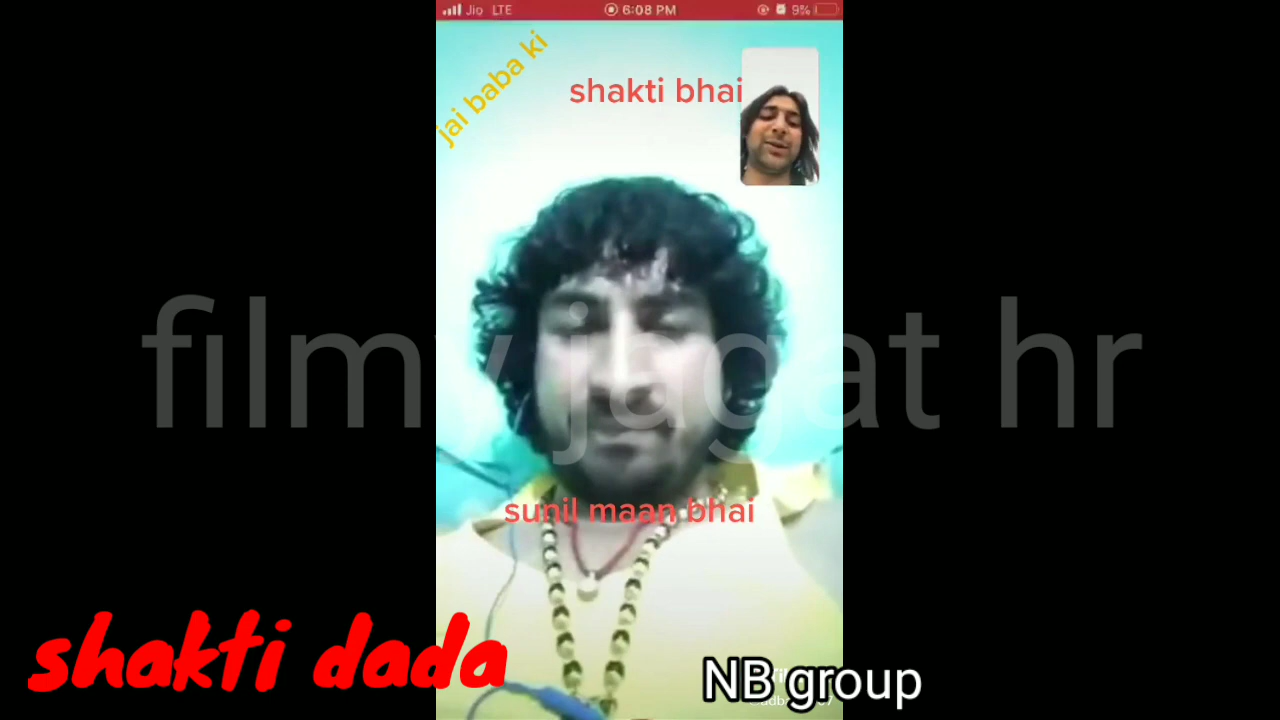 Jio LTE 6:08 PM 9%
jai baba ki
shakti bhai
filmy jagat hr
sunil maan bhai
shakti dada
NB group